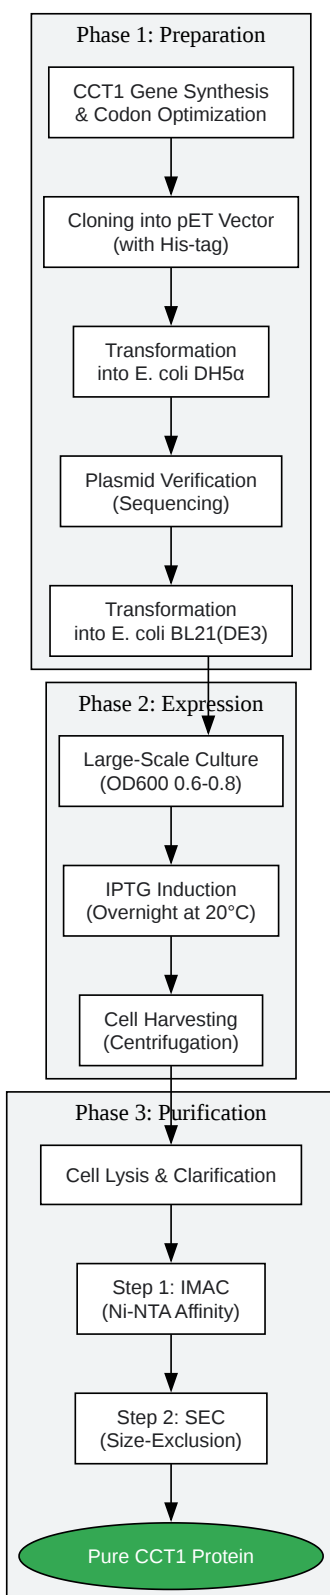 Phase 1: Preparation
CCT1 Gene Synthesis
& Codon Optimization
Cloning into pET Vector
(with His-tag)
Transformation
into E. coli DH5α
Plasmid Verification
(Sequencing)
Transformation
into E. coli BL21(DE3)
Phase 2: Expression
Large-Scale Culture
(OD600 0.6-0.8)
IPTG Induction
(Overnight at 20°C)
Cell Harvesting
(Centrifugation)
Phase 3: Purification
Cell Lysis & Clarification
Step 1: IMAC
(Ni-NTA Affinity)
Step 2: SEC
(Size-Exclusion)
Pure CCT1 Protein